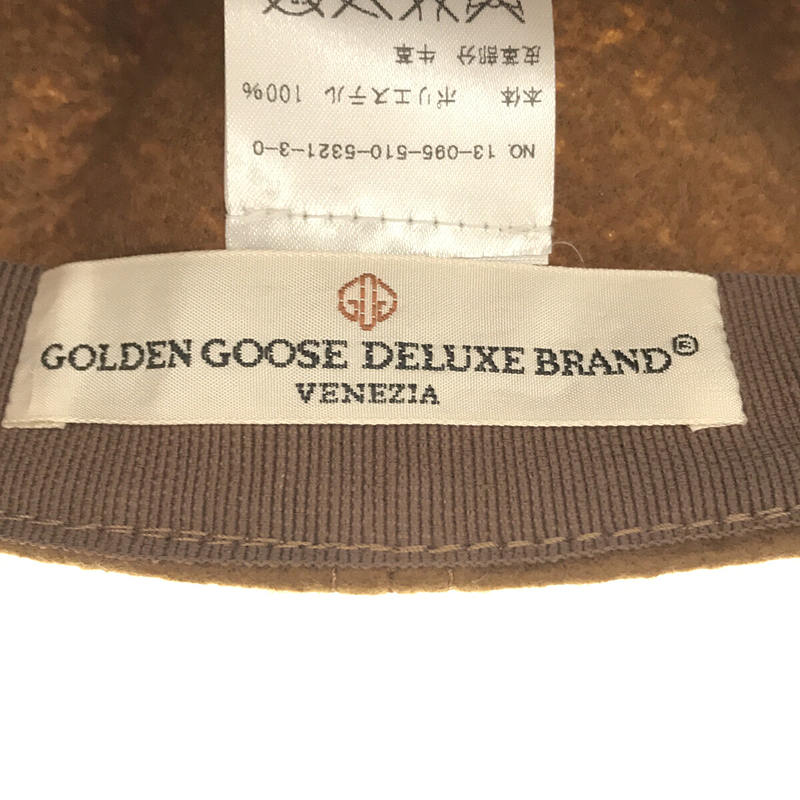 NO. 13-095-510-5321-3-0
本体 ポリエステル 100%
皮革部分 牛革
GOLDEN GOOSE DELUXE BRAND®
VENEZIA